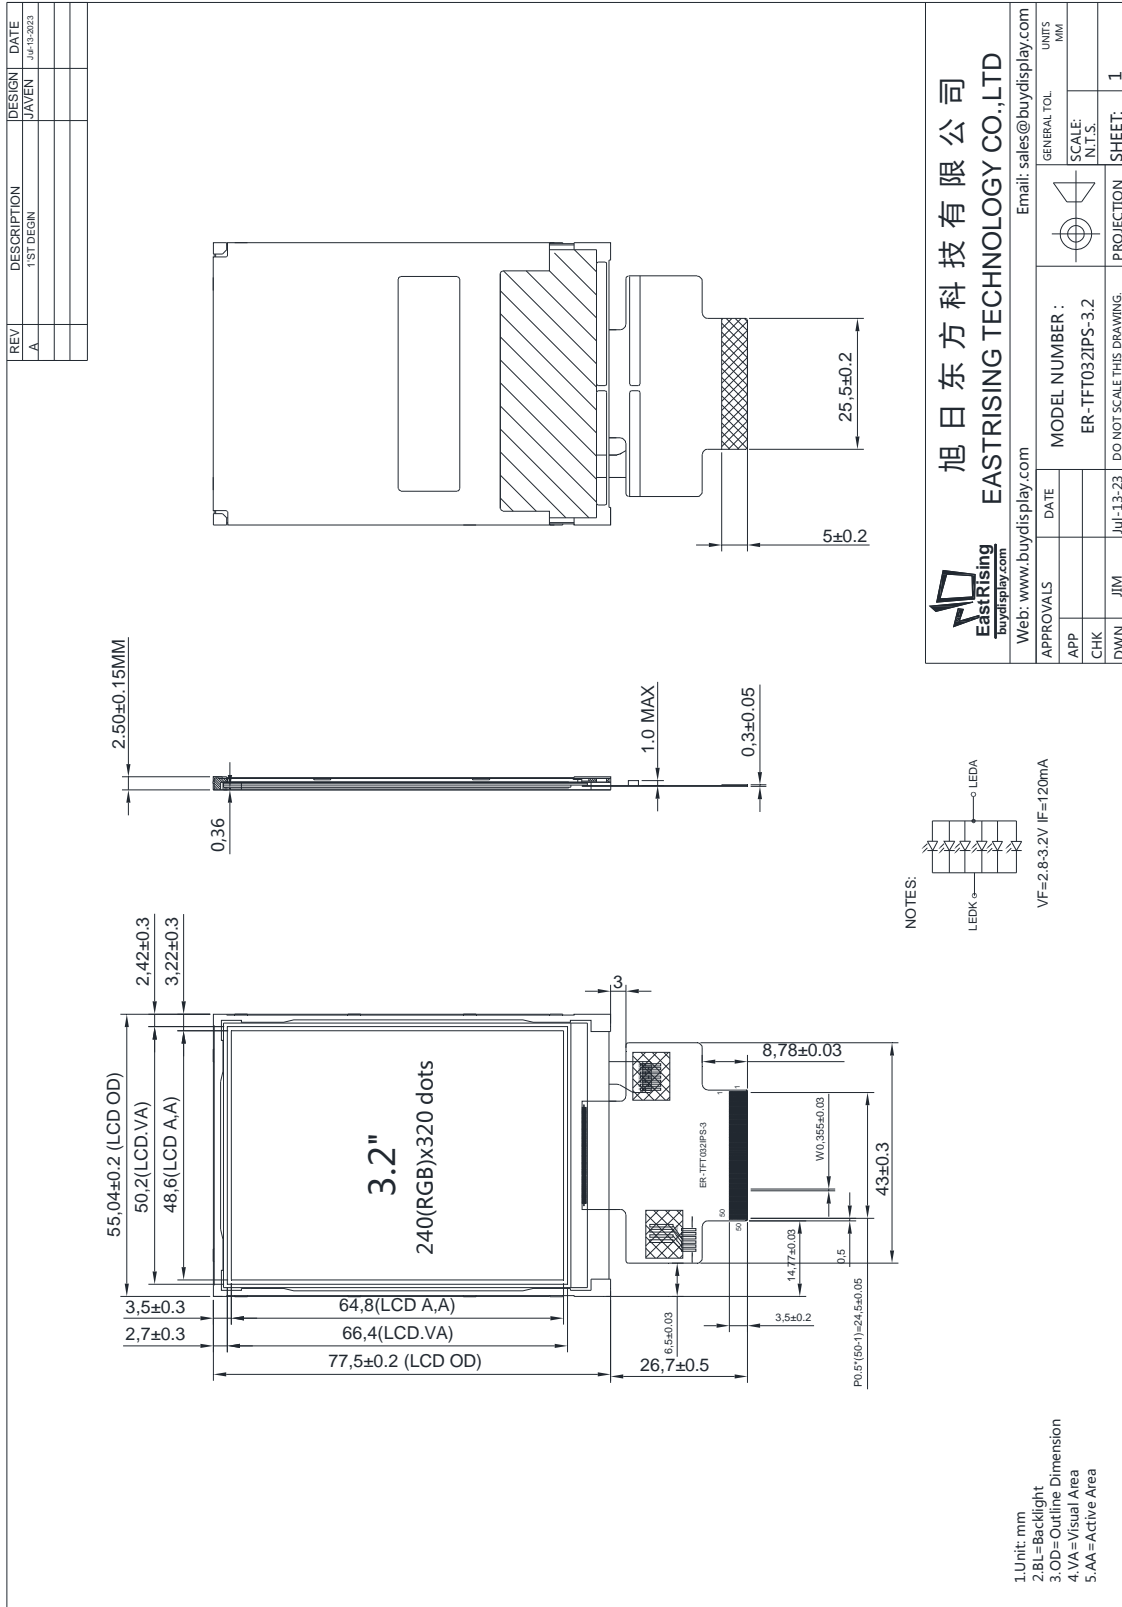 REV DESCRIPTION DESIGN DATE
A 1'ST DEGIN JAVEN Jul-13-2023
55,04±0.2 (LCD OD)
50,2(LCD.VA)
48,6(LCD A,A)
2,42±0.3
3,22±0.3
3.2"
240(RGB)x320 dots
3,5±0.3
64,8(LCD A,A)
2,7±0.3
66,4(LCD.VA)
77,5±0.2 (LCD OD)
3
8,78±0.03
ER-TFT032IPS-3
1
1
50
50
W0,355±0.03
43±0.3
14,77±0.03
0,5
6,5±0.03
3,5±0.2
P0.5*(50-1)=24,5±0.05
26,7±0.5
2.50±0.15MM
0,36
1.0 MAX
0,3±0.05
25,5±0.2
5±0.2
NOTES:
LEDK
LEDA
VF=2.8-3.2V IF=120mA
1.Unit: mm
2.BL=Backlight
3.OD=Outline Dimension
4.VA=Visual Area
5.AA=Active Area
EastRising
buydisplay.com
旭日东方科技有限公司
EASTRISING TECHNOLOGY CO.,LTD
Web: www.buydisplay.com Email: sales@buydisplay.com
APPROVALS DATE
APP
CHK
DWN JIM Jul-13-23
MODEL NUMBER :
ER-TFT032IPS-3.2
DO NOT SCALE THIS DRAWING.
PROJECTION
GENERAL TOL.
UNITS
MM
SCALE:
N.T.S.
SHEET: 1